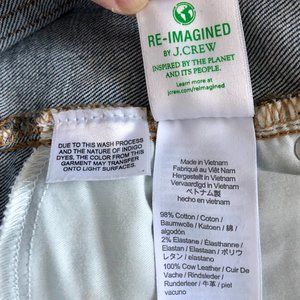 RE-IMAGINED
BY J.CREW
INSPIRED BY THE PLANET
AND ITS PEOPLE.
Learn more at
jcrew.com/reimagined
DUE TO THIS WASH PROCESS
AND THE NATURE OF INDIGO
DYES, THE COLOR FROM THIS
GARMENT MAY TRANSFER
ONTO LIGHT SURFACES.
Made in Vietnam
Fabriqué au Viêt Nam
Hergestellt in Vietnam
Vervaardigd in Vietnam
hecho en Vietnam
ベトナム製
98% Cotton / Coton /
Baumwolle / Katoen / 綿 /
algodón
2% Elastane / Élasthanne /
Elastan / Elastaan / ポリウ
レタン / elastano
100% Cow Leather / Cuir De
Vache / Rindsleder /
Runderleer / 牛革 / piel
vacuno